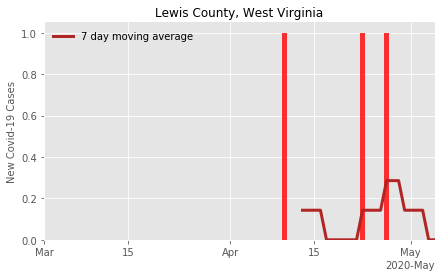 Lewis County, West Virginia
7 day moving average
New Covid-19 Cases
1.0
0.8
0.6
0.4
0.2
0.0
Mar 15 Apr 15 May
2020-May